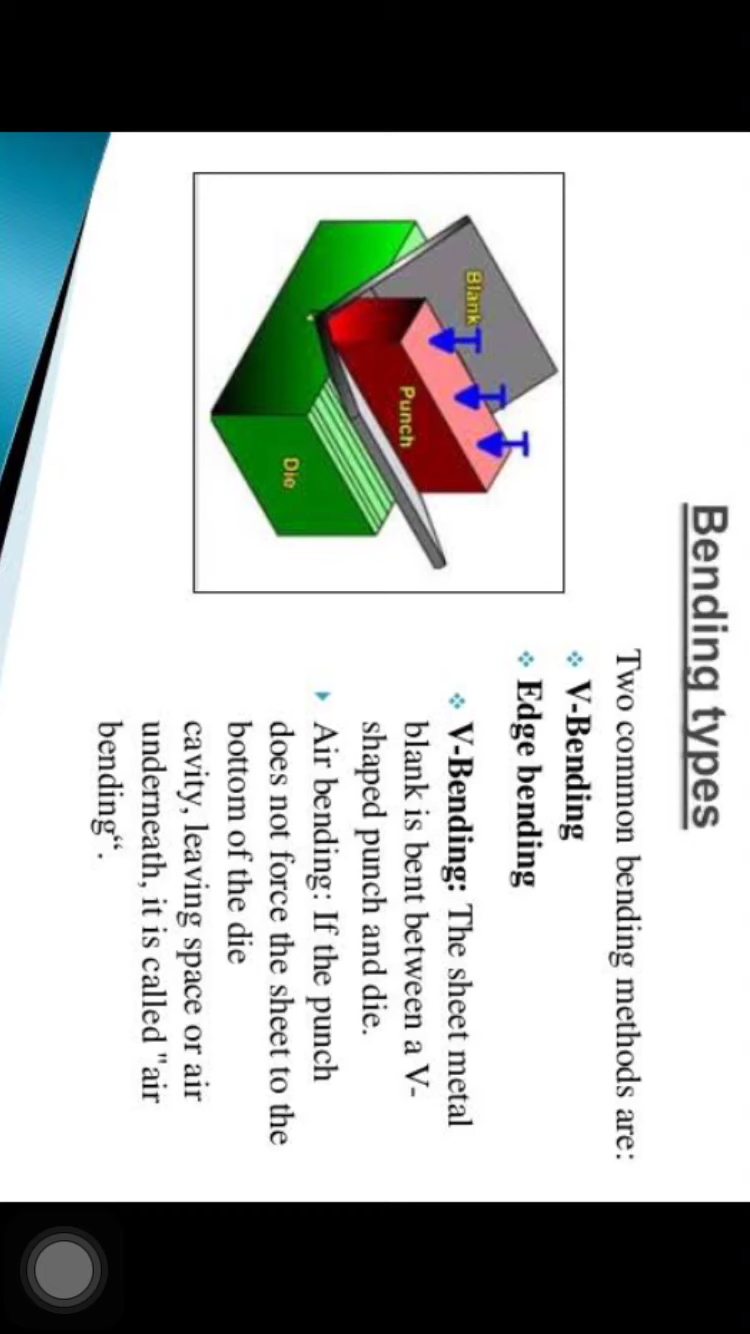 Bending types
Blank
Punch
Die
Two common bending methods are:
V-Bending
Edge bending
V-Bending: The sheet metal
blank is bent between a V-
shaped punch and die.
Air bending: If the punch
does not force the sheet to the
bottom of the die
cavity, leaving space or air
underneath, it is called "air
bending“.